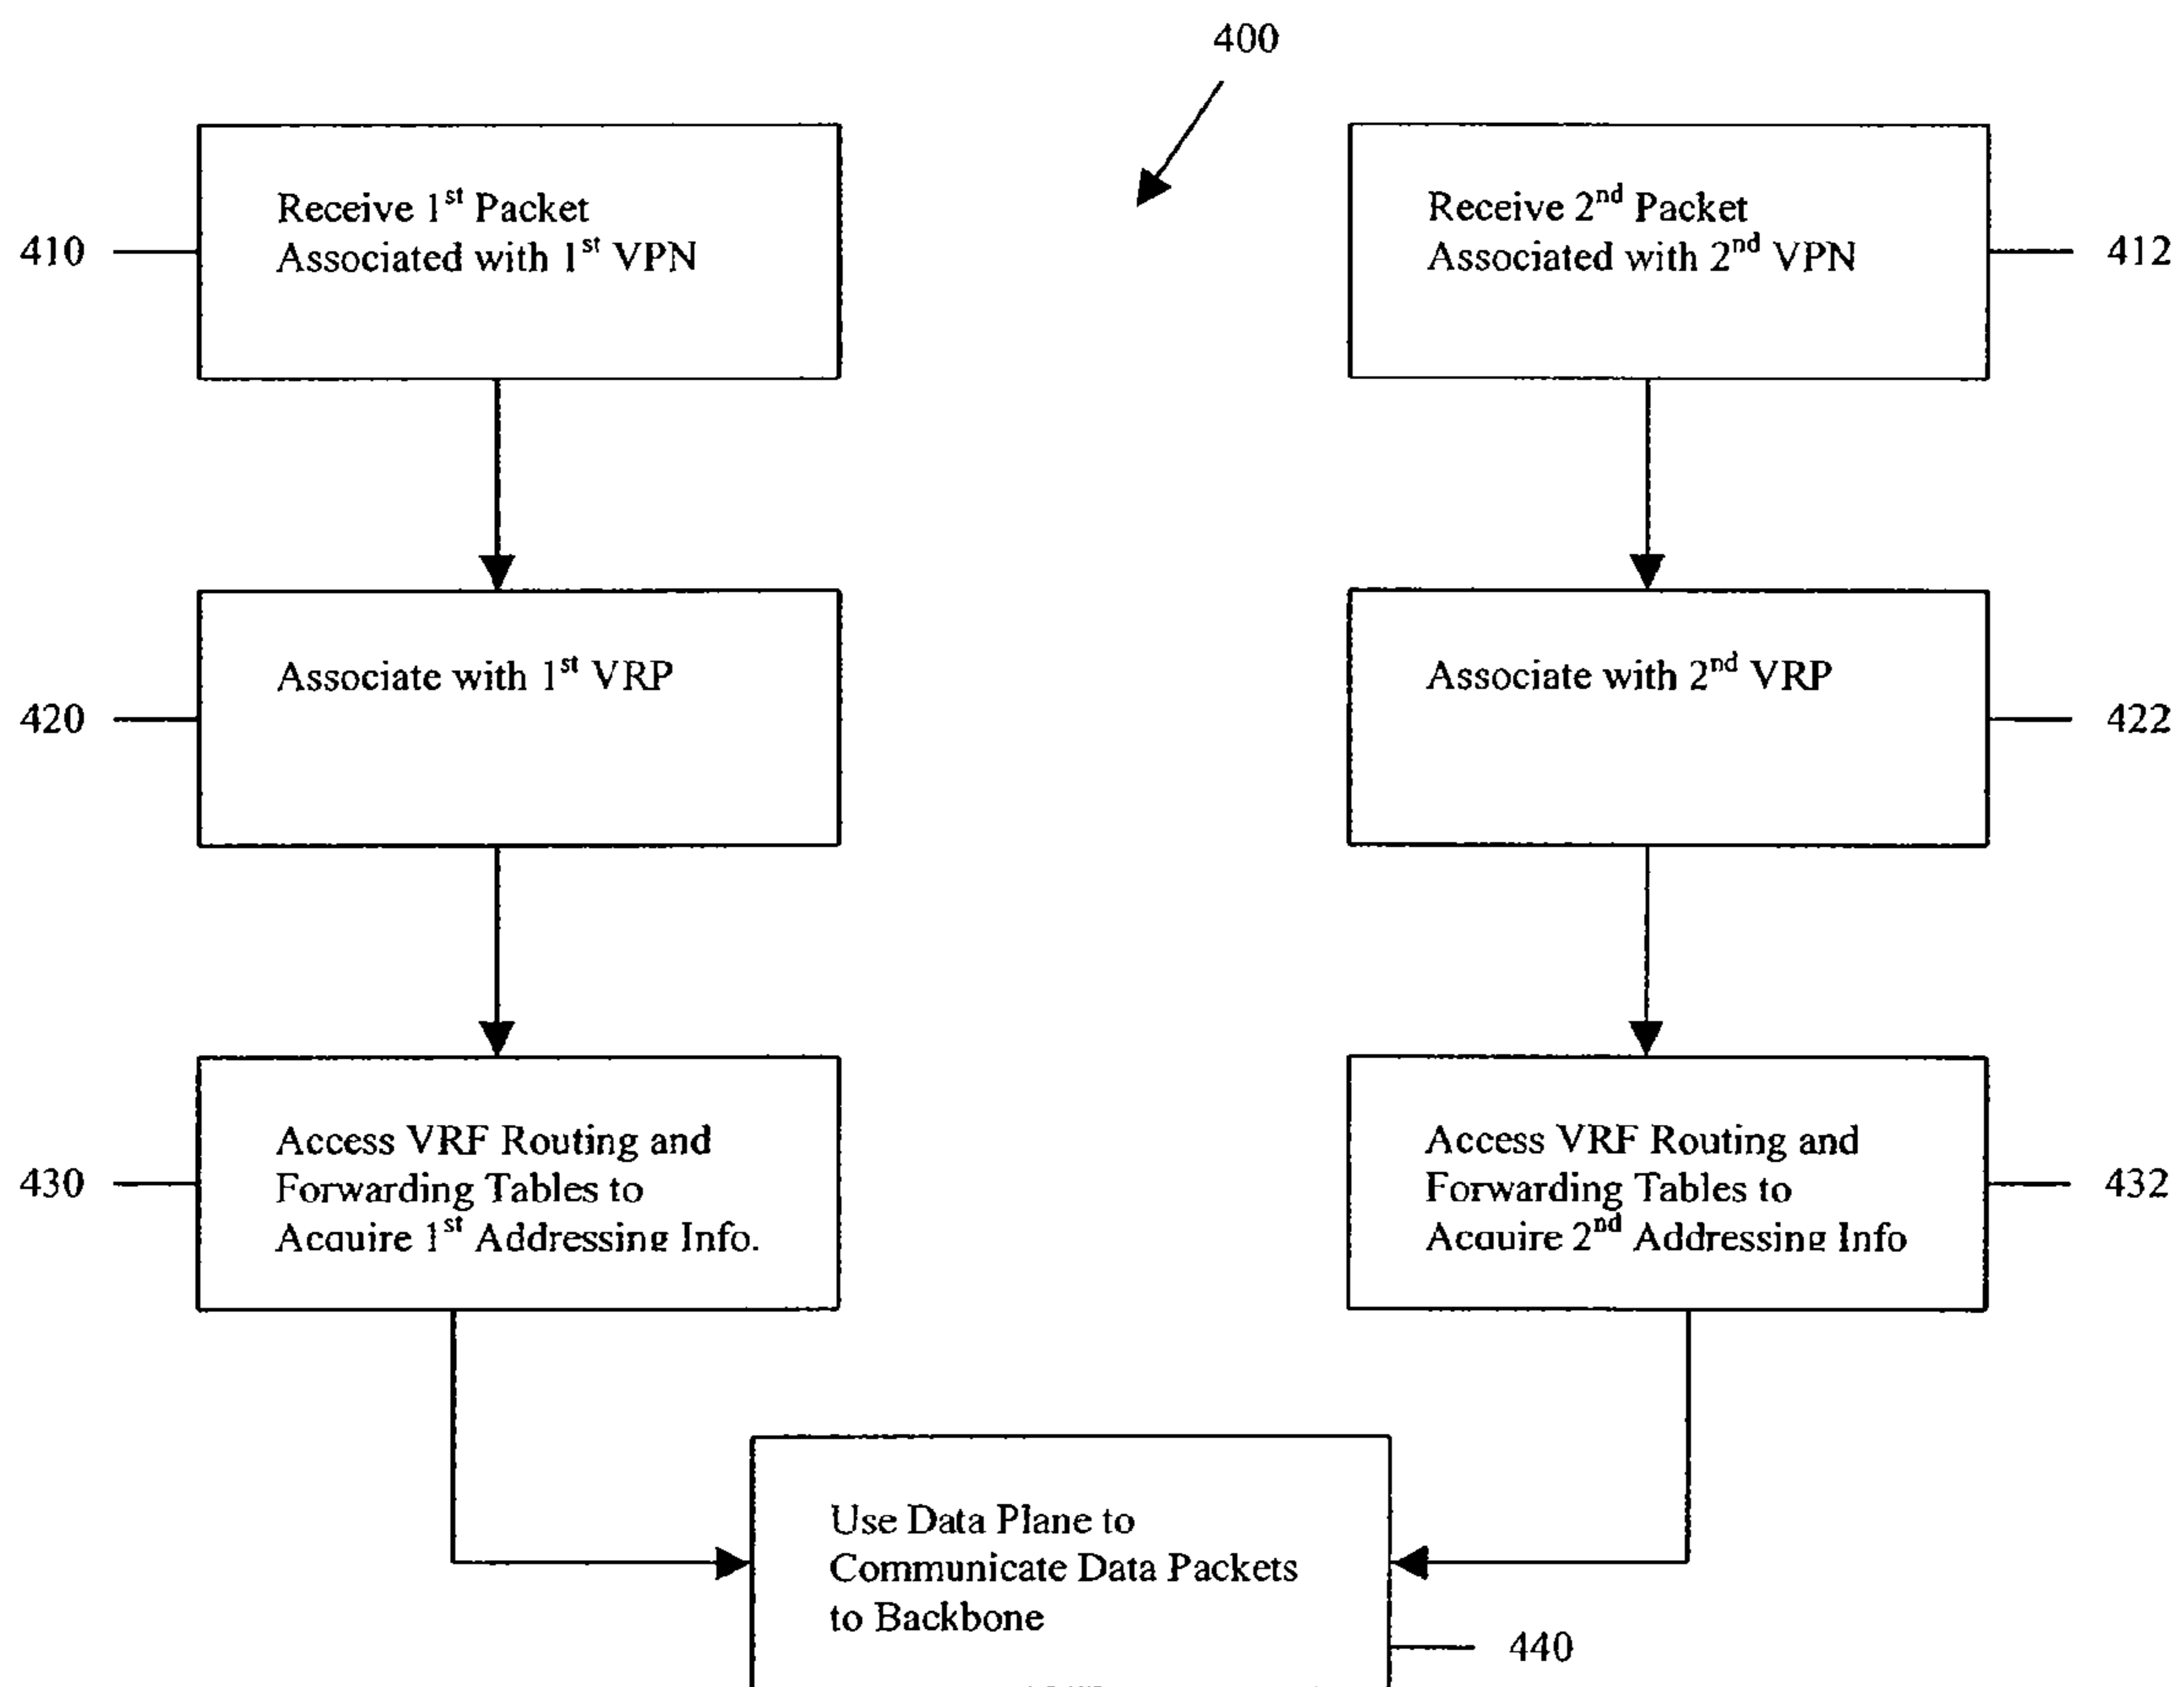 400
Receive 1st Packet
Associated with 1st VPN
410
Receive 2nd Packet
Associated with 2nd VPN
412
Associate with 1st VRP
420
Associate with 2nd VRP
422
Access VRF Routing and
Forwarding Tables to
Acquire 1st Addressing Info.
430
Access VRF Routing and
Forwarding Tables to
Acquire 2nd Addressing Info
432
Use Data Plane to
Communicate Data Packets
to Backbone
440